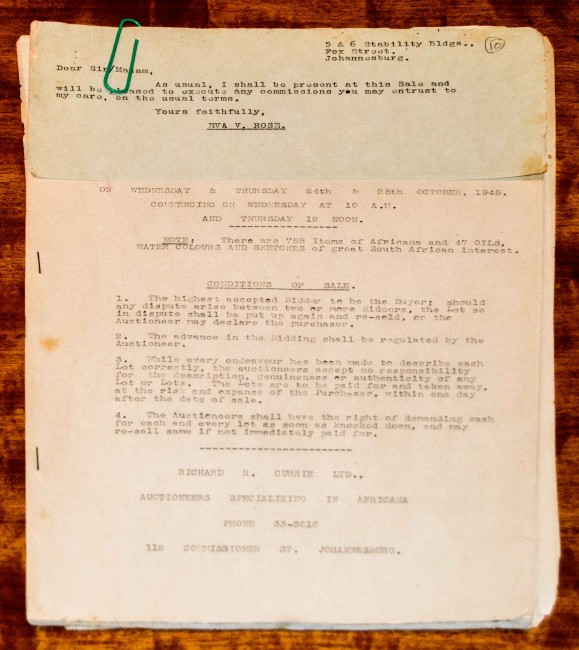 5 & 6 Stability Bldgs.,
Fox Street.
Johannesburg.
10
Dear Sir/Madam,
As usual, I shall be present at this Sale and
will be pleased to execute any commissions you may entrust to
my care, on the usual terms.
Yours faithfully,
EVA V. ROSE.
ON WEDNESDAY & THURSDAY 24th & 25th OCTOBER, 1945.
COMMENCING ON WEDNESDAY AT 10 A.M.
AND THURSDAY 12 NOON.
NOTE: There are 758 Items of Africana and 47 OILS,
WATER COLOURS AND SKETCHES of great South African interest.
CONDITIONS OF SALE.
1. The highest accepted Bidder to be the Buyer; should
any dispute arise between two or more Bidders, the Lot so
in dispute shall be put up again and re-sold, or the
Auctioneer may declare the purchaser.
2. The advance in the Bidding shall be regulated by the
Auctioneer.
3. While every endeavour has been made to describe each
Lot correctly, the auctioneers accept no responsibility
for the description, genuineness or authenticity of any
Lot or Lots. The Lots are to be paid for and taken away,
at the risk and expense of the Purchaser, within one day
after the date of sale.
4. The Auctioneers shall have the right of demanding cash
for each and every lot as soon as knocked down, and may
re-sell same if not immediately paid for.
RICHARD R. CURRIE LTD.,
AUCTIONEERS SPECIALIZING IN AFRICANA
PHONE 33-3610
112 COMMISSIONER ST. JOHANNESBURG.